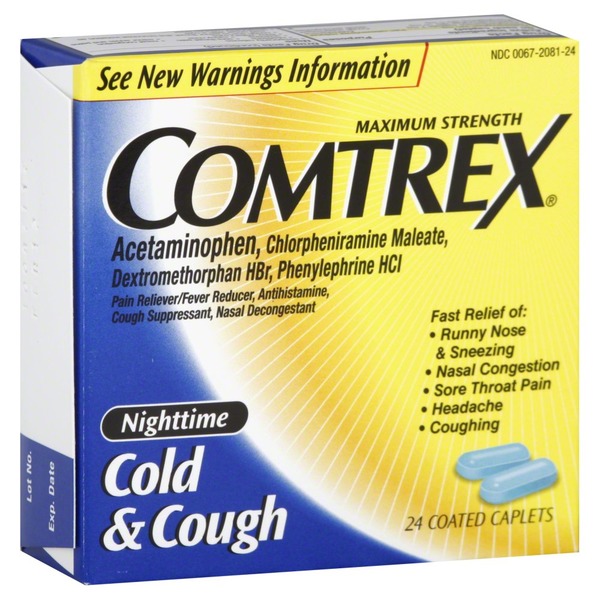 See New Warnings Information
NDC 0067-2081-24
MAXIMUM STRENGTH
COMTREX®
Acetaminophen, Chlorpheniramine Maleate,
Dextromethorphan HBr, Phenylephrine HCl
Pain Reliever/Fever Reducer, Antihistamine,
Cough Suppressant, Nasal Decongestant
Fast Relief of:
• Runny Nose
& Sneezing
• Nasal Congestion
• Sore Throat Pain
• Headache
• Coughing
Nighttime
Cold
& Cough
24 COATED CAPLETS
Lot No.
Exp. Date